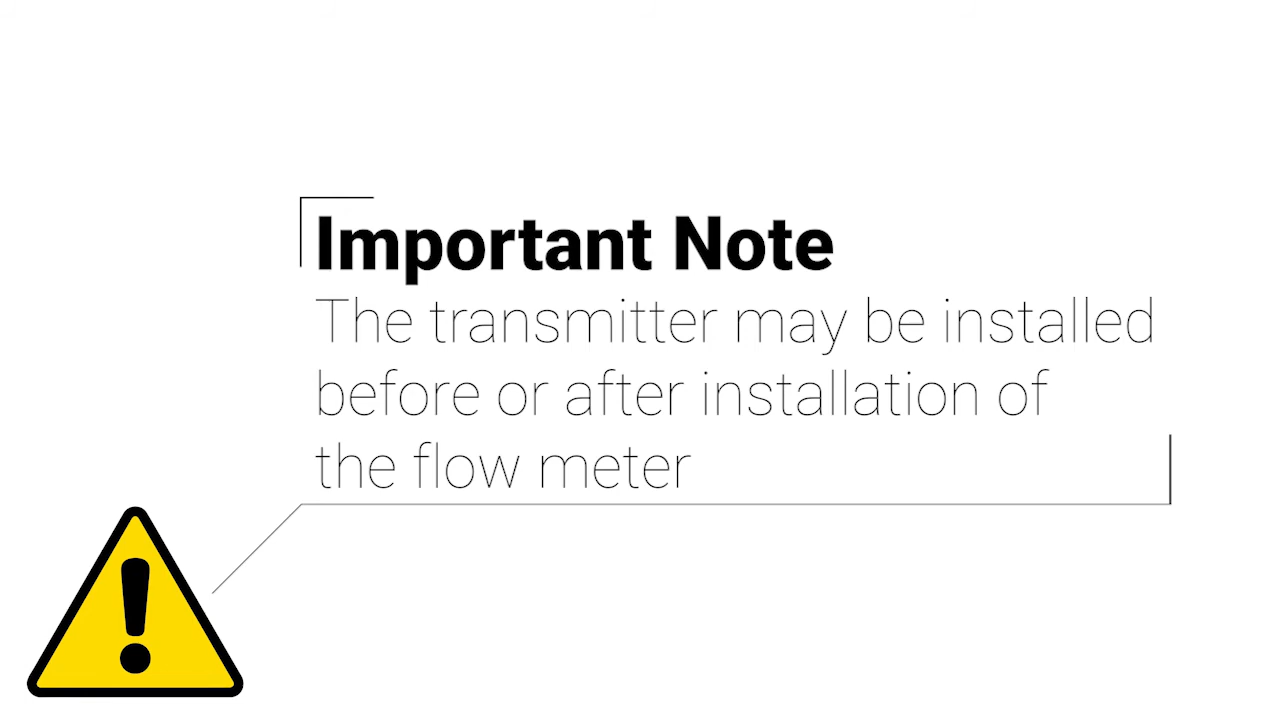 Important Note
The transmitter may be installed
before or after installation of
the flow meter